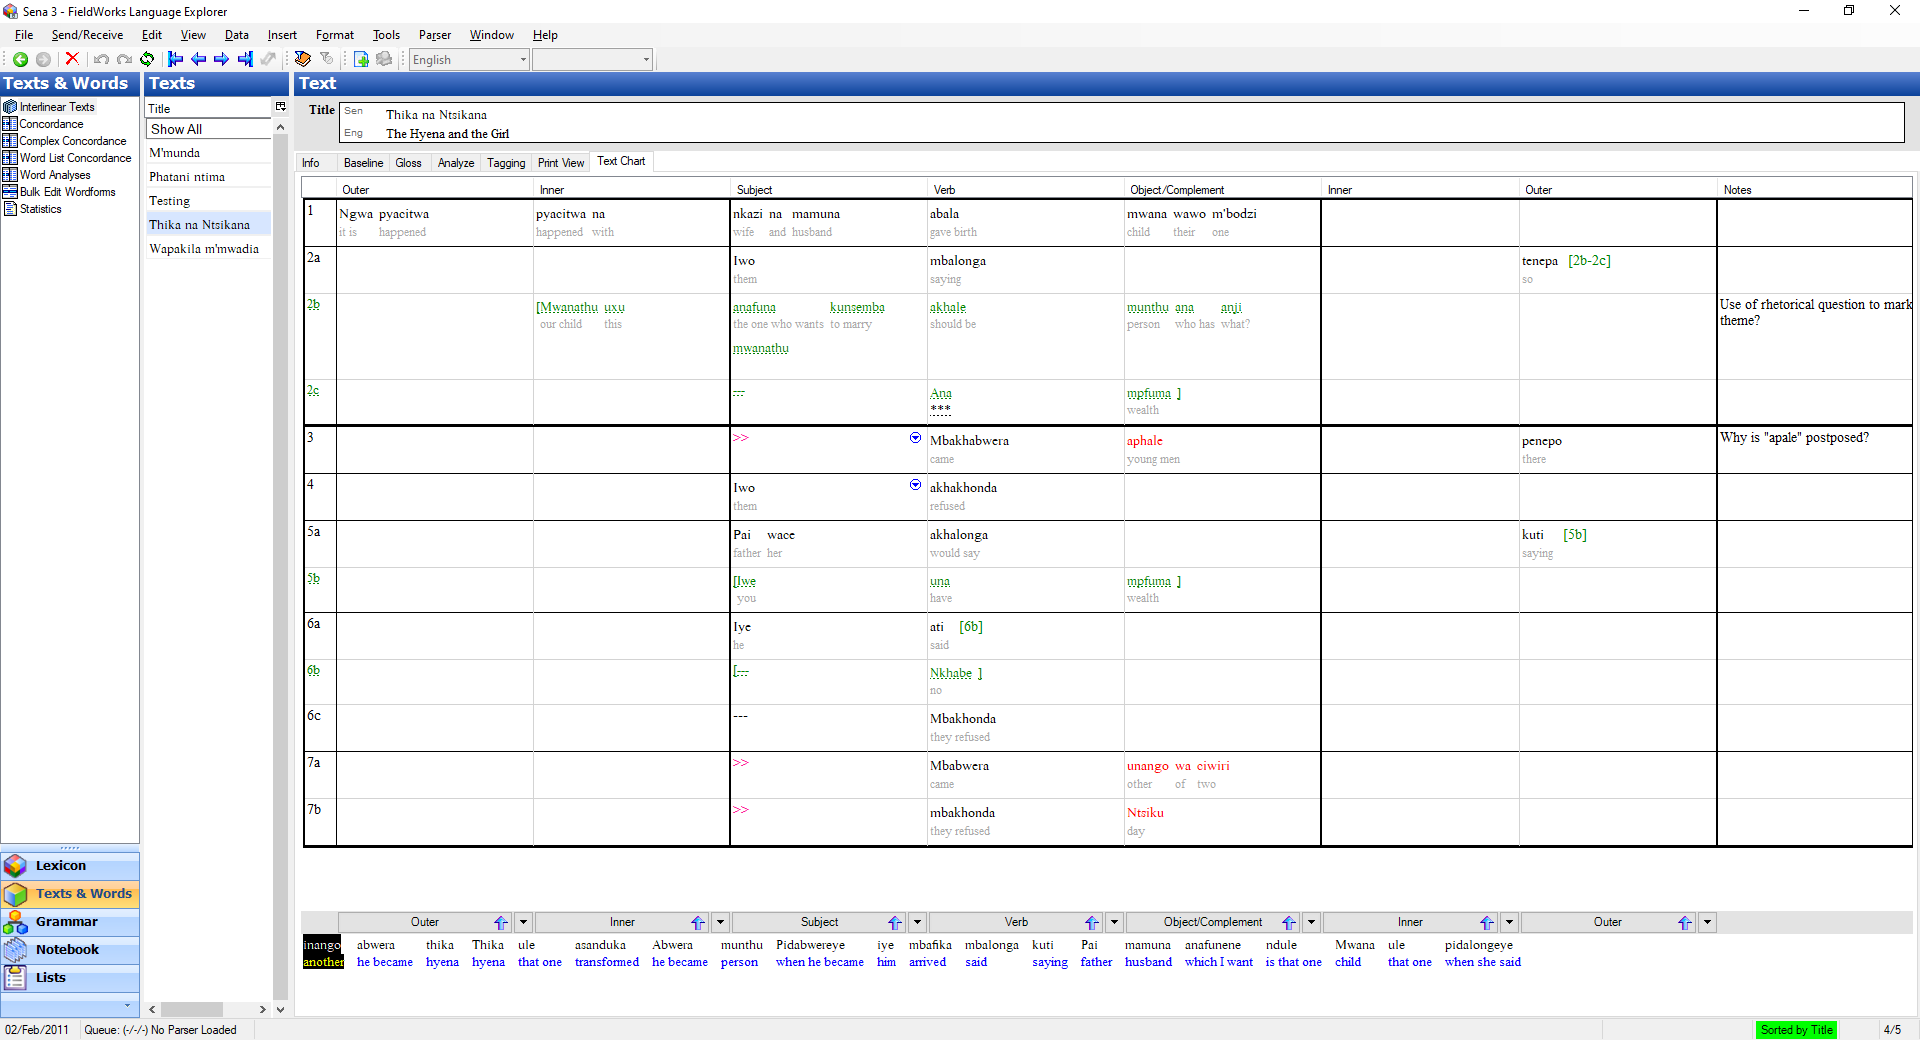 Sena 3 - FieldWorks Language Explorer
File Send/Receive Edit View Data Insert Format Tools Parser Window Help
English
Texts & Words
Interlinear Texts
Concordance
Complex Concordance
Word List Concordance
Word Analyses
Bulk Edit Wordforms
Statistics
Lexicon
Texts & Words
Grammar
Notebook
Lists
Texts
Title
Show All
M'munda
Phatani ntima
Testing
Thika na Ntsikana
Wapakila m'mwadia
Text
Title Sen Thika na Ntsikana
Eng The Hyena and the Girl
Info Baseline Gloss Analyze Tagging Print View Text Chart
Outer Inner Subject Verb Object/Complement Inner Outer Notes
1 Ngwa pyacitwa pyacitwa na nkazi na mamuna abala mwana wawo m'bodzi
it is happened happened with wife and husband gave birth child their one
2a Iwo mbalonga tenepa [2b-2c]
them saying so
2b [Mwanathu uxu anafuna kunsemba akhale munthu ana anji Use of rhetorical question to mark
our child this the one who wants to marry should be person who has what? theme?
mwanathu
2c --- Ana mpfuma ]
*** wealth
3 >> Mbakhabwera aphale penepo Why is "apale" postposed?
came young men there
4 Iwo akhakhonda
them refused
5a Pai wace akhalonga kuti [5b]
father her would say saying
5b [Iwe una mpfuma ]
you have wealth
6a Iye ati [6b]
he said
6b [--- Nkhabe ]
no
6c --- Mbakhonda
they refused
7a >> Mbabwera unango wa ciwiri
came other of two
7b >> mbakhonda Ntsiku
they refused day
Outer Inner Subject Verb Object/Complement Inner Outer
inango abwera thika Thika ule asanduka Abwera munthu Pidabwereye iye mbafika mbalonga kuti Pai mamuna anafunene ndule Mwana ule pidalongeye
another he became hyena hyena that one transformed he became person when he became him arrived said saying father husband which I want is that one child that one when she said
02/Feb/2011 Queue: (-/-/-) No Parser Loaded Sorted by Title 4/5